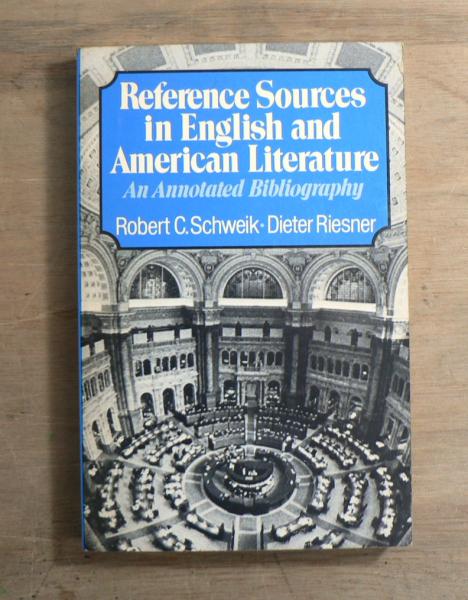 Reference Sources
in English and
American Literature
An Annotated Bibliography
Robert C. Schweik • Dieter Riesner